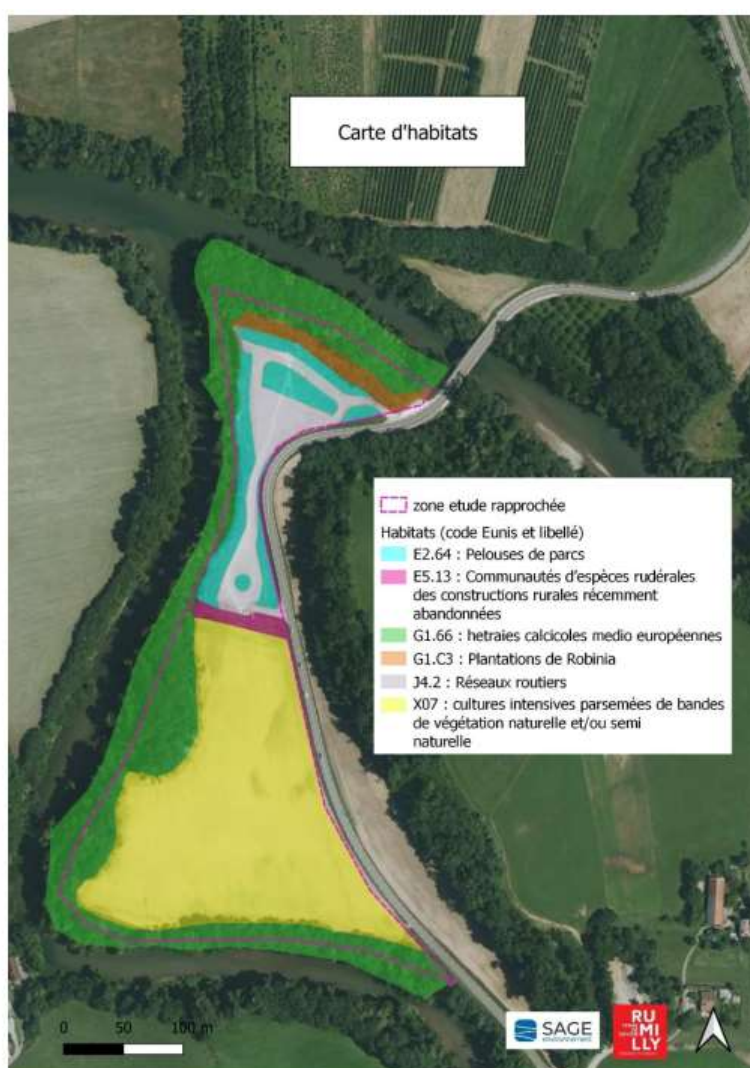 Carte d'habitats
zone etude rapprochée
Habitats (code Eunis et libellé)
E2.64 : Pelouses de parcs
E5.13 : Communautés d'espèces rudérales
des constructions rurales récemment
abandonnées
G1.66 : hetraies calcicoles medio européennes
G1.C3 : Plantations de Robinia
J4.2 : Réseaux routiers
X07 : cultures intensives parsemées de bandes
de végétation naturelle et/ou semi
naturelle
0 50 100 m
SAGE
environnement
RU
MI
LLY